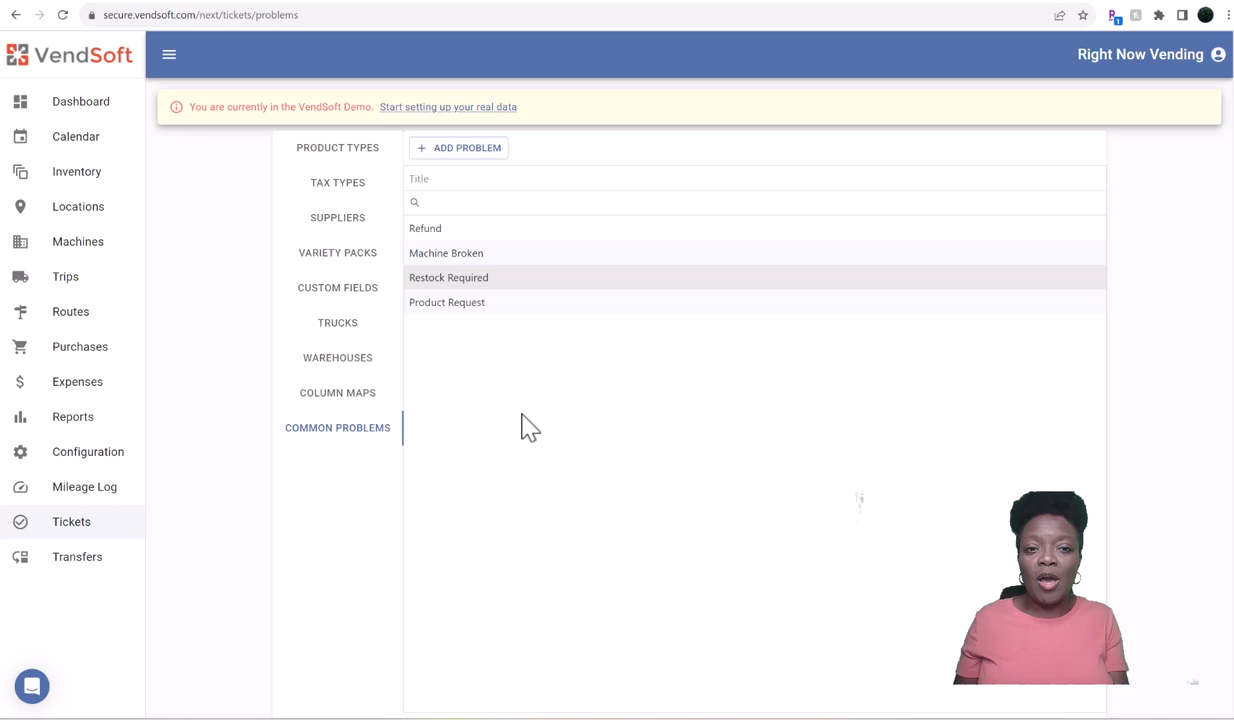 secure.vendsoft.com/next/tickets/problems
VendSoft
Right Now Vending
You are currently in the VendSoft Demo. Start setting up your real data
Dashboard
Calendar
Inventory
Locations
Machines
Trips
Routes
Purchases
Expenses
Reports
Configuration
Mileage Log
Tickets
Transfers
PRODUCT TYPES
TAX TYPES
SUPPLIERS
VARIETY PACKS
CUSTOM FIELDS
TRUCKS
WAREHOUSES
COLUMN MAPS
COMMON PROBLEMS
+ ADD PROBLEM
Title
Refund
Machine Broken
Restock Required
Product Request